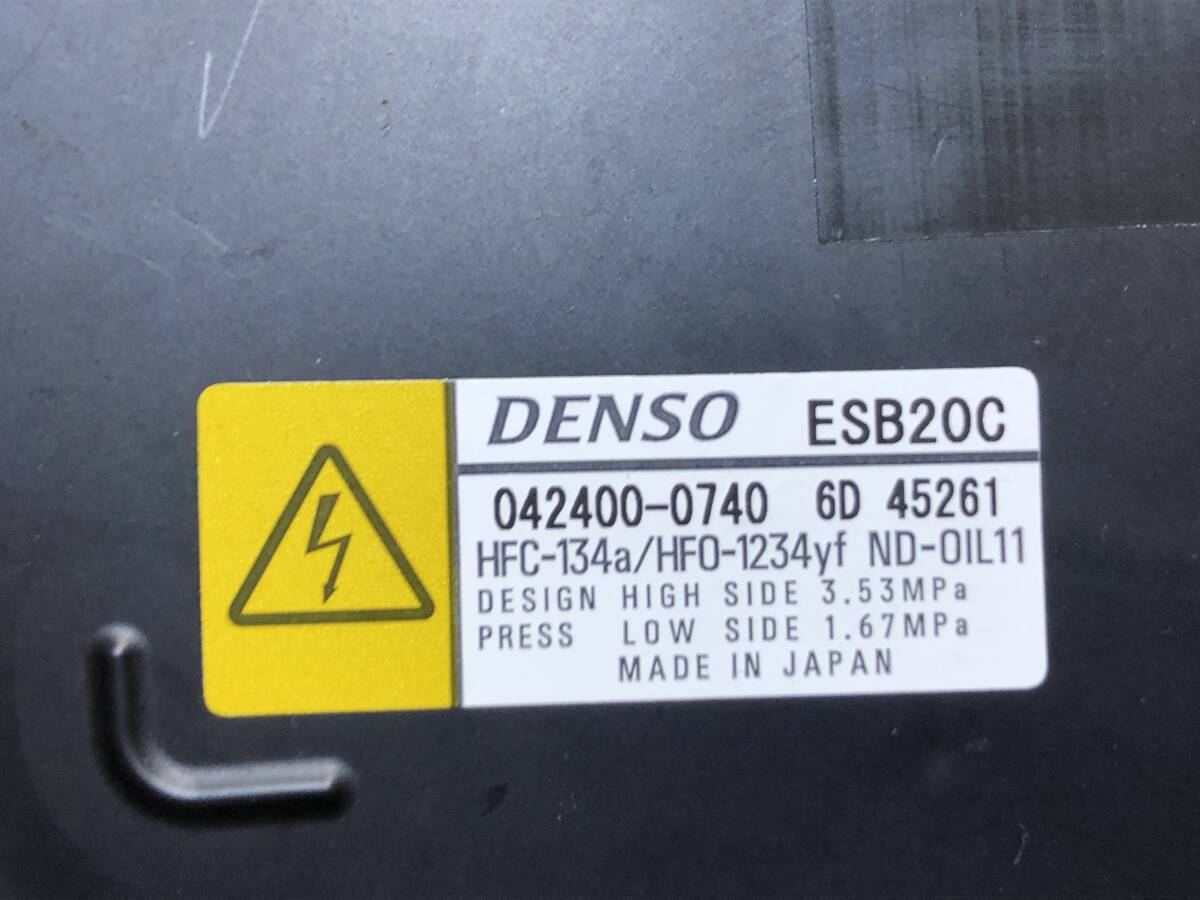 DENSO ESB20C
042400-0740 6D 45261
HFC-134a/HFO-1234yf ND-OIL11
DESIGN HIGH SIDE 3.53MPa
PRESS LOW SIDE 1.67MPa
MADE IN JAPAN